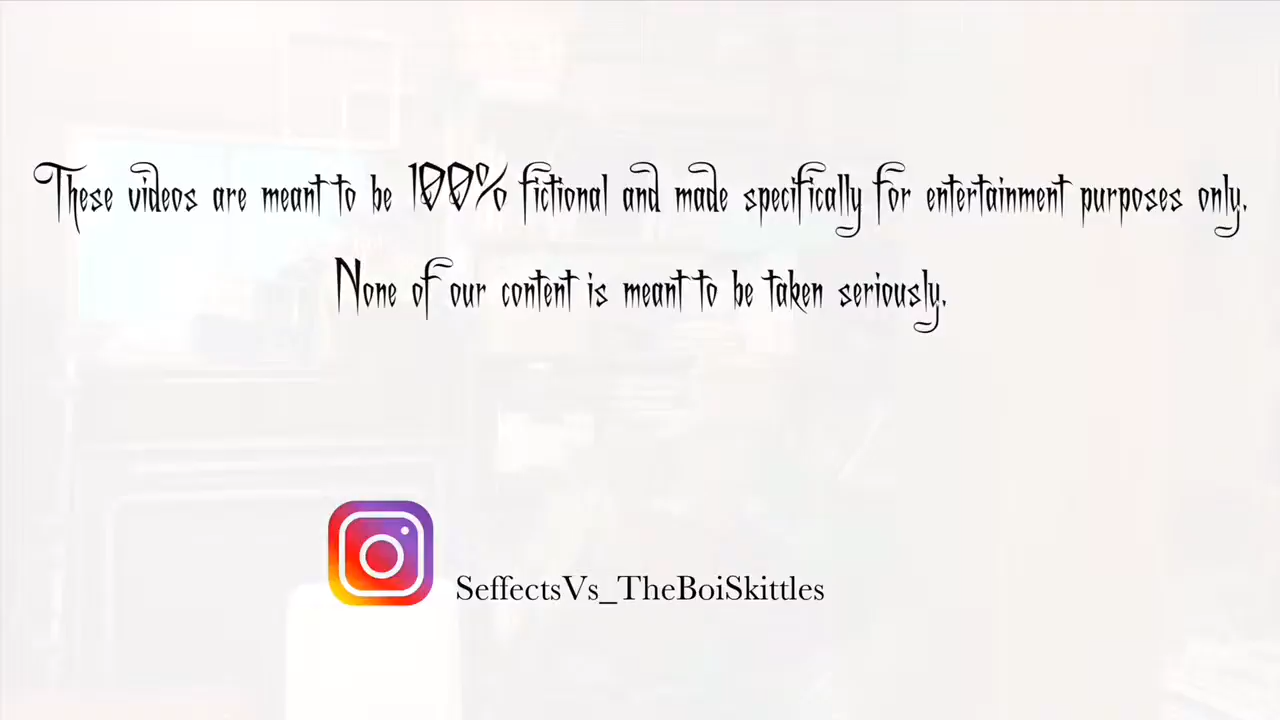 These videos are meant to be 100% fictional and made specifically for entertainment purposes only.
None of our content is meant to be taken seriously.
SeffectsVs_TheBoiSkittles